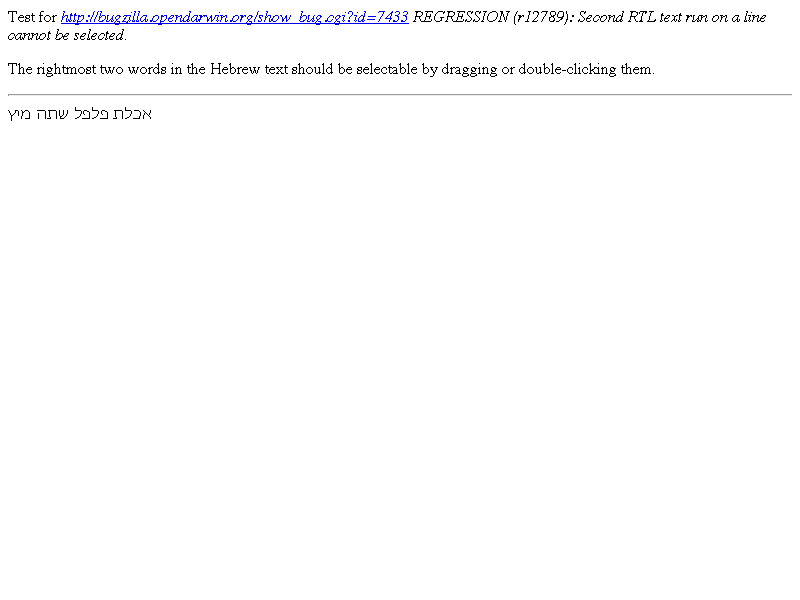 Test for http://bugzilla.opendarwin.org/show_bug.cgi?id=7433 REGRESSION (r12789): Second RTL text run on a line
cannot be selected.
The rightmost two words in the Hebrew text should be selectable by dragging or double-clicking them.
אכלת פלפל שתה מיץ